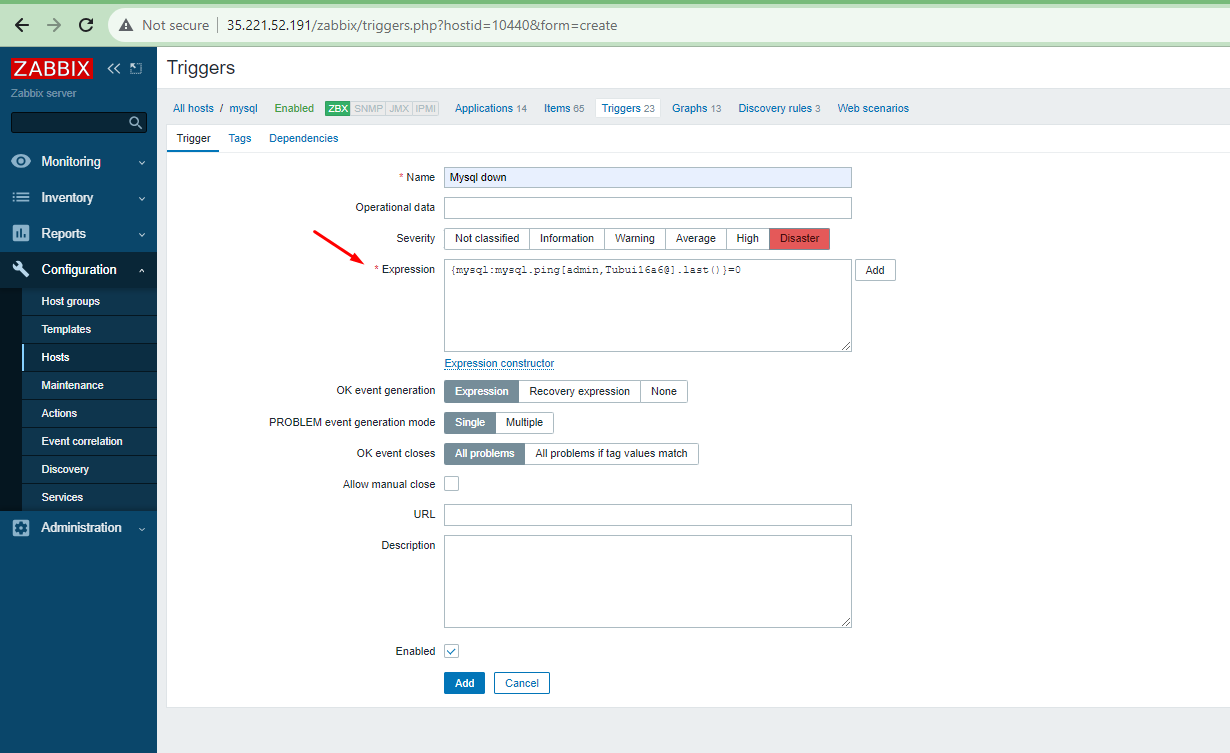 Not secure | 35.221.52.191/zabbix/triggers.php?hostid=10440&form=create
ZABBIX
Zabbix server
Monitoring
Inventory
Reports
Configuration
Host groups
Templates
Hosts
Maintenance
Actions
Event correlation
Discovery
Services
Administration
Triggers
All hosts / mysql Enabled ZBX SNMP JMX IPMI Applications 14 Items 65 Triggers 23 Graphs 13 Discovery rules 3 Web scenarios
Trigger Tags Dependencies
* Name Mysql down
Operational data
Severity Not classified Information Warning Average High Disaster
* Expression {mysql:mysql.ping[admin,Tubui16a6@].last()}=0 Add
Expression constructor
OK event generation Expression Recovery expression None
PROBLEM event generation mode Single Multiple
OK event closes All problems All problems if tag values match
Allow manual close
URL
Description
Enabled
Add Cancel